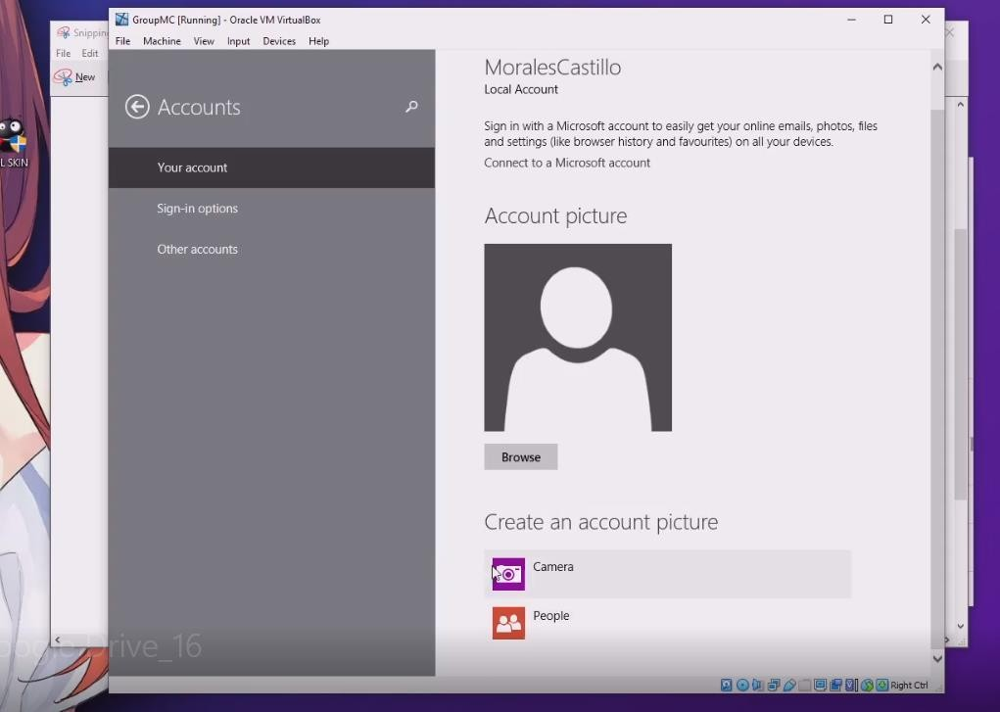 GroupMC [Running] - Oracle VM VirtualBox
File Machine View Input Devices Help
Snippin
File Edit
New
L SKIN
Accounts
Your account
Sign-in options
Other accounts
MoralesCastillo
Local Account
Sign in with a Microsoft account to easily get your online emails, photos, files
and settings (like browser history and favourites) on all your devices.
Connect to a Microsoft account
Account picture
Browse
Create an account picture
Camera
People
oogle Drive_16
Right Ctrl